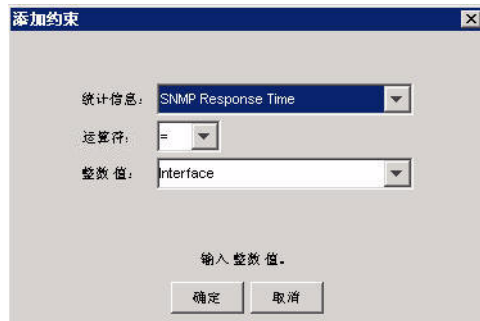 添加约束
统计信息: SNMP Response Time
运算符: =
整数值: Interface
输入整数值。
确定 取消